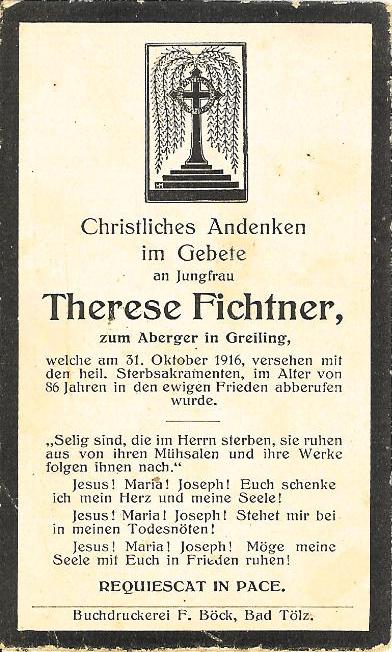 Christliches Andenken
im Gebete
an Jungfrau
Therese Fichtner,
zum Aberger in Greiling,
welche am 31. Oktober 1916, versehen mit
den heil. Sterbsakramenten, im Alter von
86 Jahren in den ewigen Frieden abberufen
wurde.
„Selig sind, die im Herrn sterben, sie ruhen
aus von ihren Mühsalen und ihre Werke
folgen ihnen nach.“
Jesus! Maria! Joseph! Euch schenke
ich mein Herz und meine Seele!
Jesus! Maria! Joseph! Stehet mir bei
in meinen Todesnöten!
Jesus! Maria! Joseph! Möge meine
Seele mit Euch in Frieden ruhen!
REQUIESCAT IN PACE.
Buchdruckerei F. Böck, Bad Tölz.